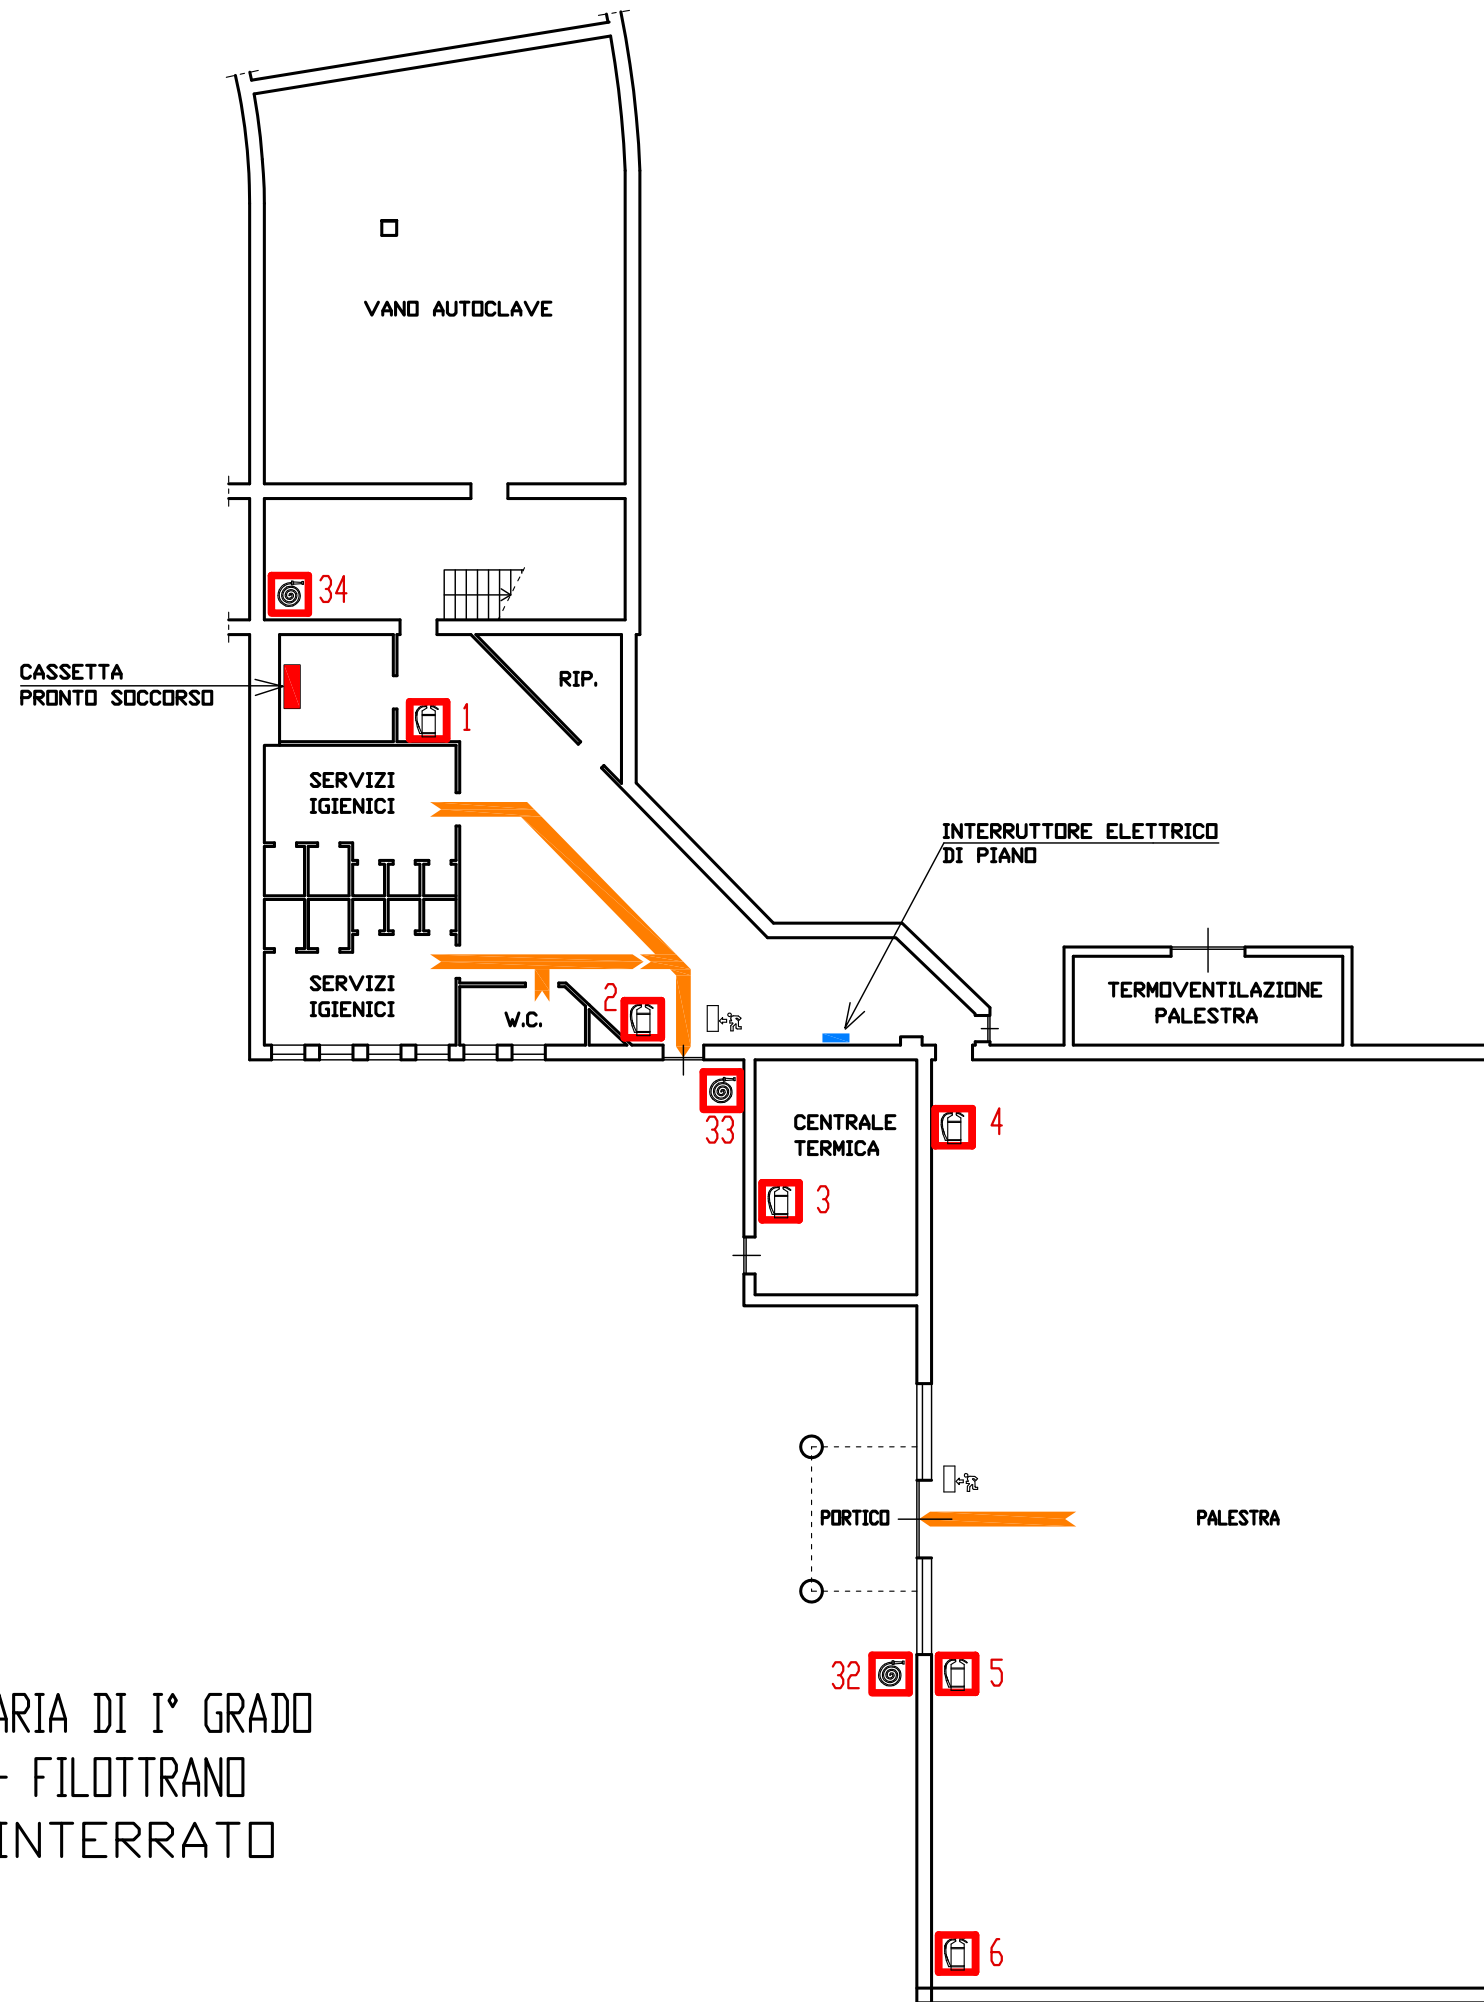 VANO AUTOCLAVE
34
CASSETTA
PRONTO SOCCORSO
RIP.
1
SERVIZI
IGIENICI
INTERRUTTORE ELETTRICO
DI PIANO
SERVIZI
IGIENICI
2
W.C.
TERMOVENTILAZIONE
PALESTRA
33
CENTRALE
TERMICA
4
3
PORTICO
PALESTRA
32
5
ARIA DI I° GRADO
- FILOTTRANO
INTERRATO
6